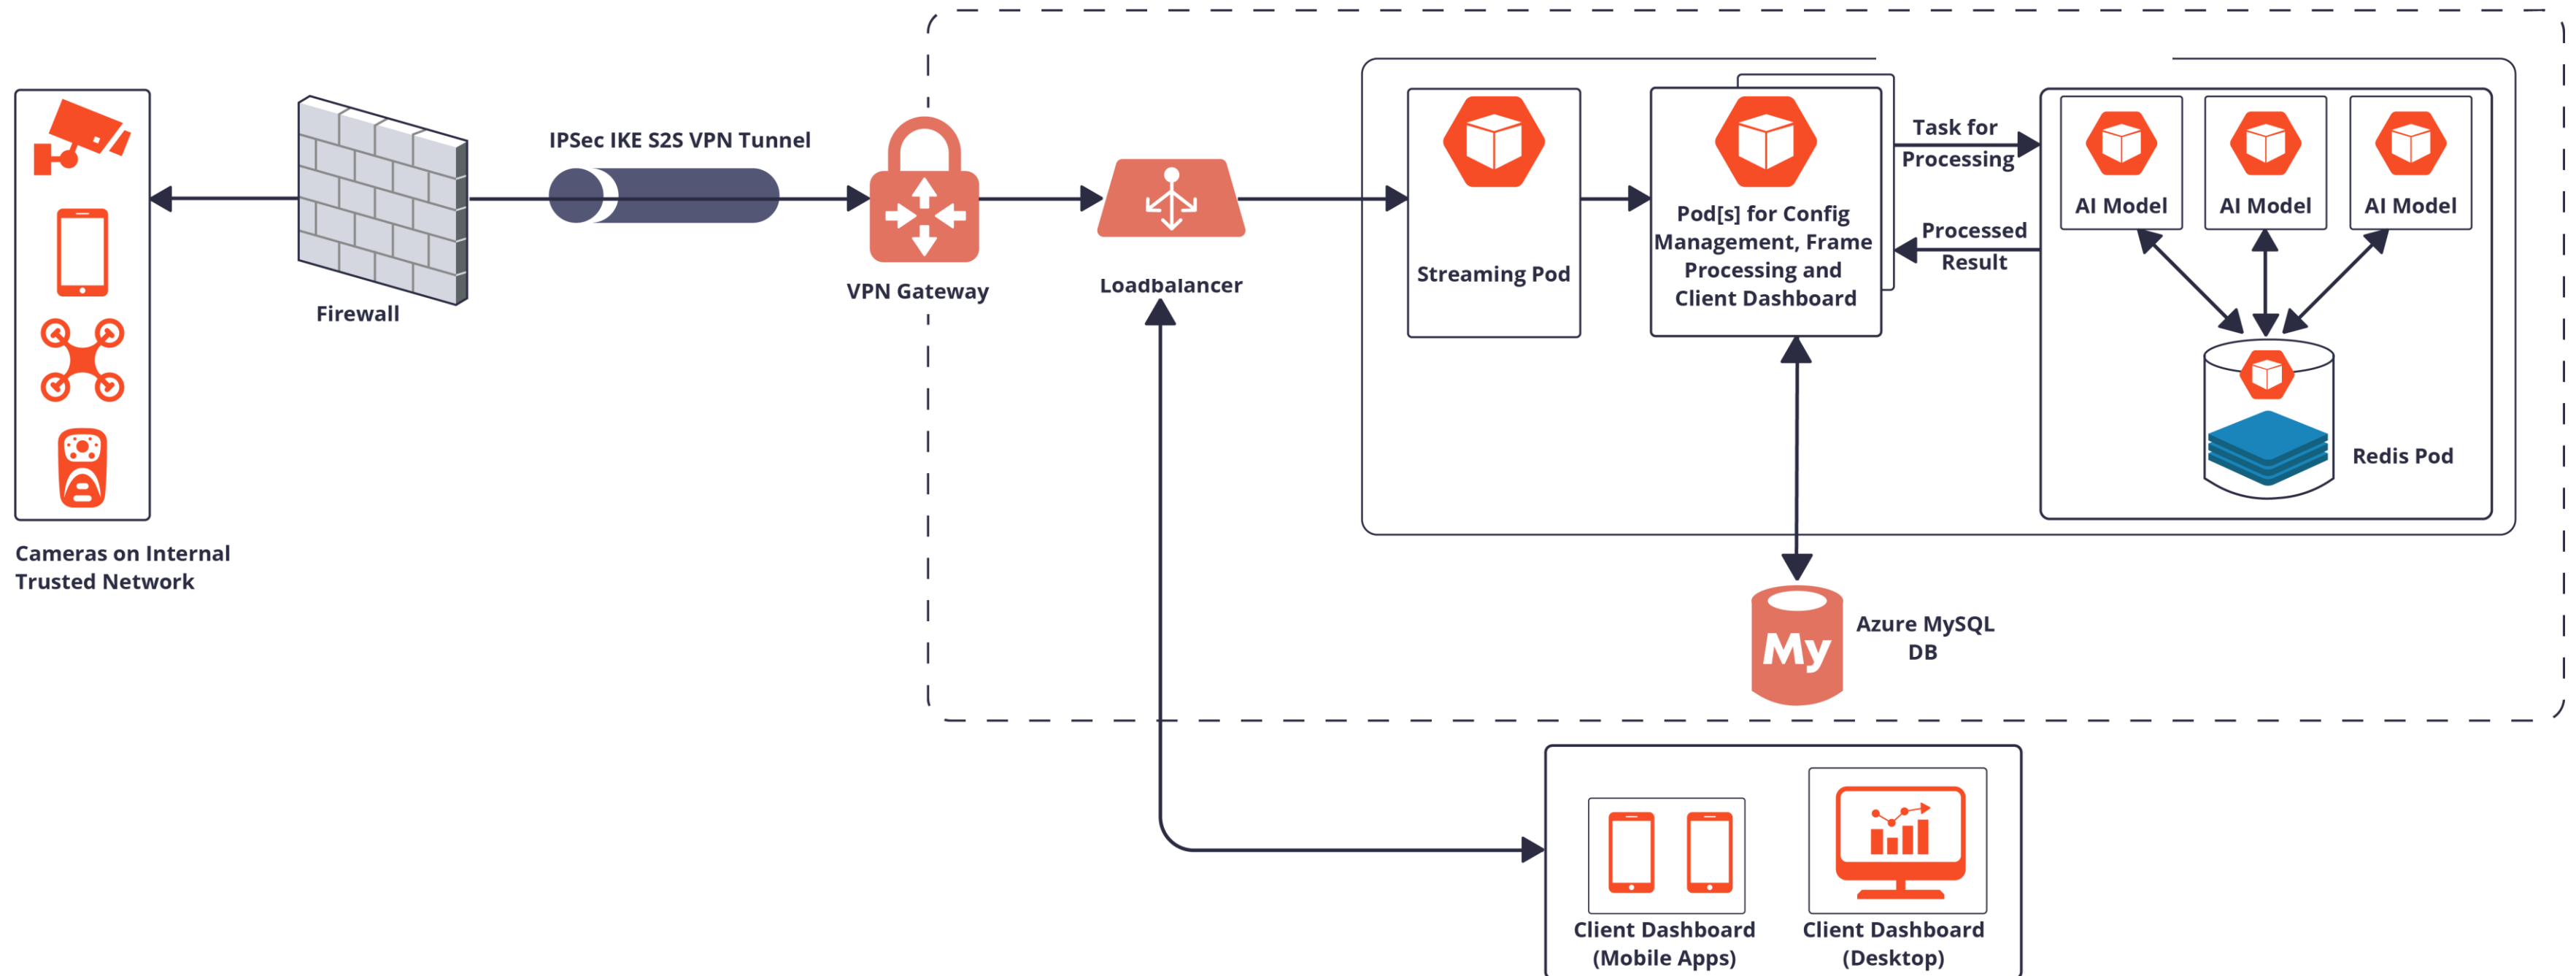 IPSec IKE S2S VPN Tunnel
Firewall
Cameras on Internal
Trusted Network
VPN Gateway
Loadbalancer
Streaming Pod
Pod[s] for Config
Management, Frame
Processing and
Client Dashboard
Task for
Processing
Processed
Result
AI Model
AI Model
AI Model
Redis Pod
My
Azure MySQL
DB
Client Dashboard
(Mobile Apps)
Client Dashboard
(Desktop)